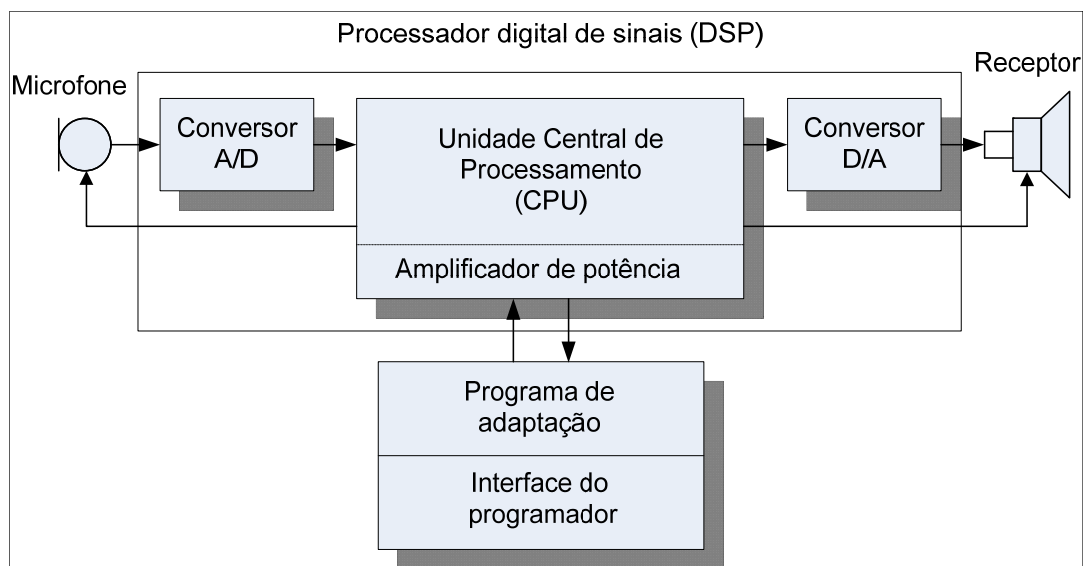 Processador digital de sinais (DSP)
Microfone
Receptor
Conversor
A/D
Unidade Central de
Processamento
(CPU)
Conversor
D/A
Amplificador de potência
Programa de
adaptação
Interface do
programador